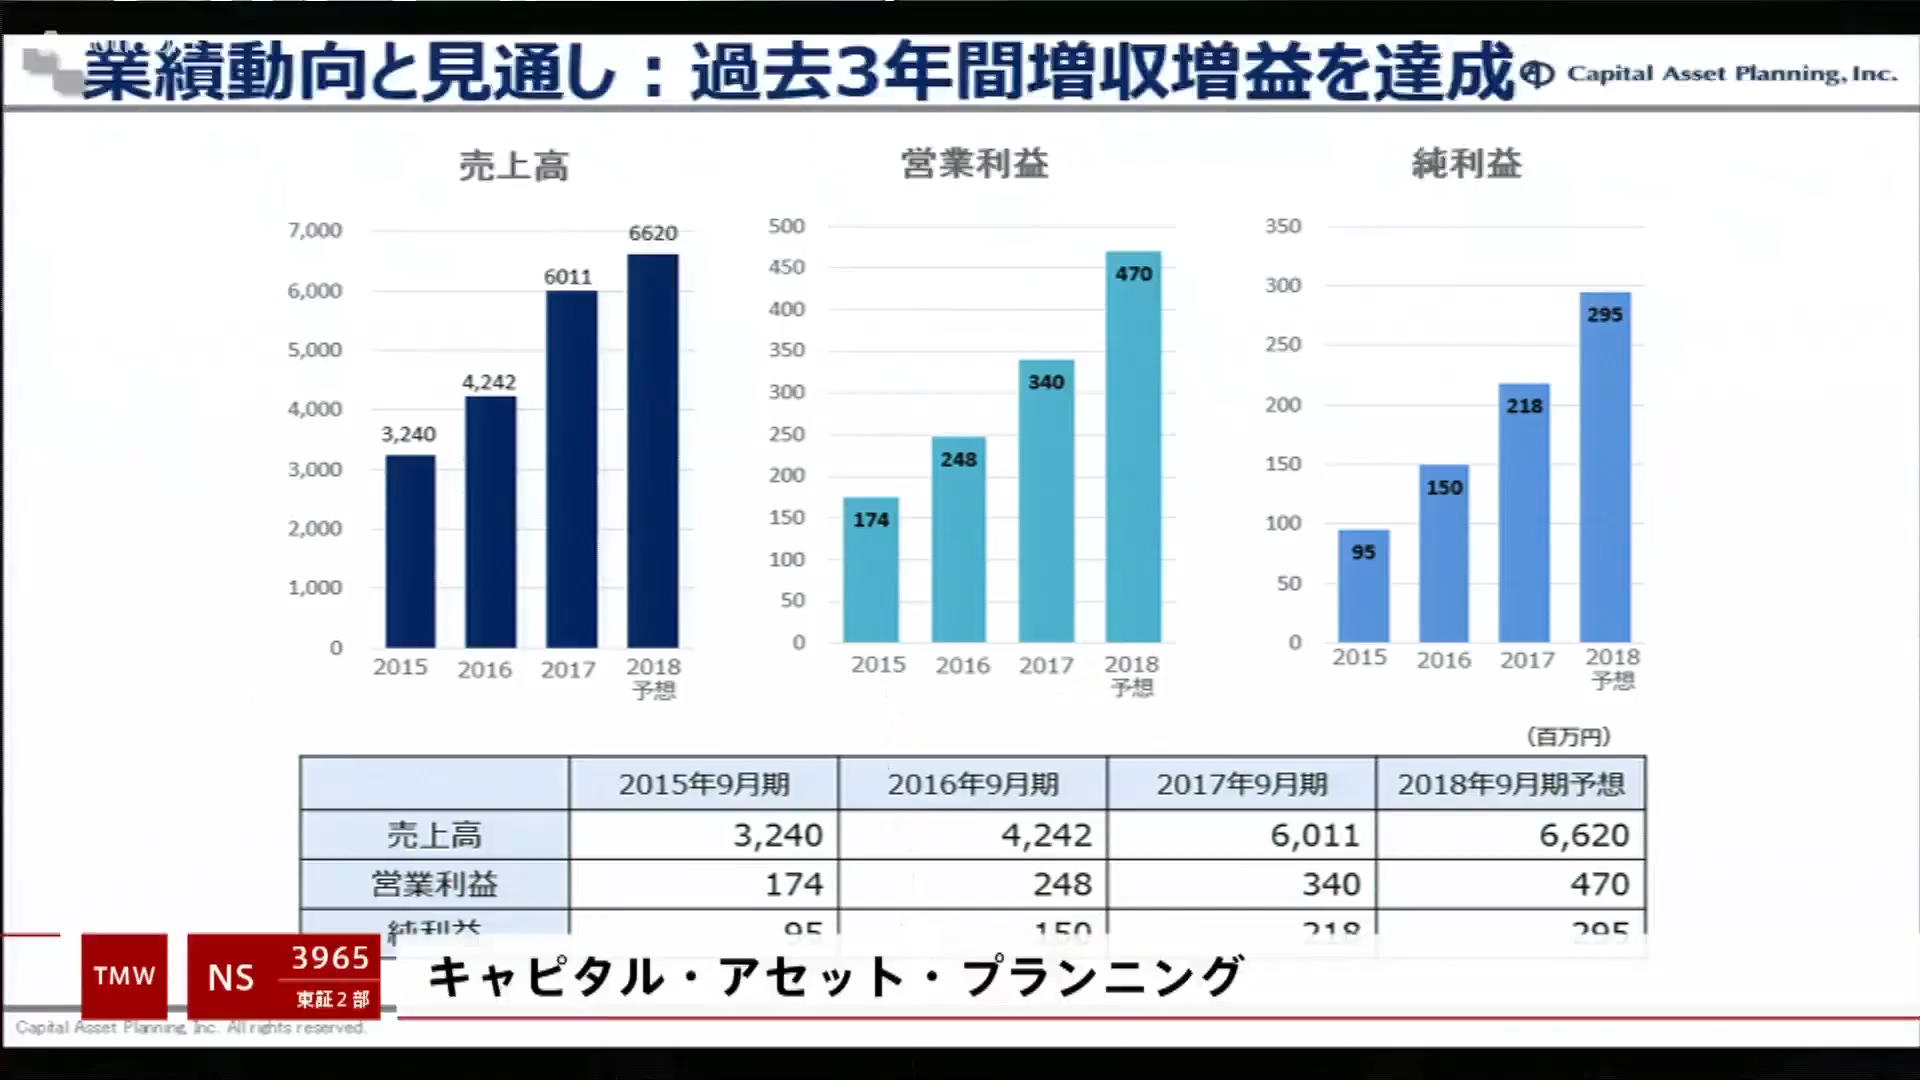 業績動向と見通し：過去3年間増収増益を達成
Capital Asset Planning, Inc.
売上高
7,000
6,000
5,000
4,000
3,000
2,000
1,000
0
3,240
4,242
6011
6620
2015
2016
2017
2018
予想
営業利益
500
450
400
350
300
250
200
150
100
50
0
174
248
340
470
2015
2016
2017
2018
予想
純利益
350
300
250
200
150
100
50
0
95
150
218
295
2015
2016
2017
2018
予想
（百万円）
2015年9月期 2016年9月期 2017年9月期 2018年9月期予想
売上高 3,240 4,242 6,011 6,620
営業利益 174 248 340 470
純利益 95 150 218 295
TMW
NS
3965
東証2部
キャピタル・アセット・プランニング
Capital Asset Planning, Inc. All rights reserved.